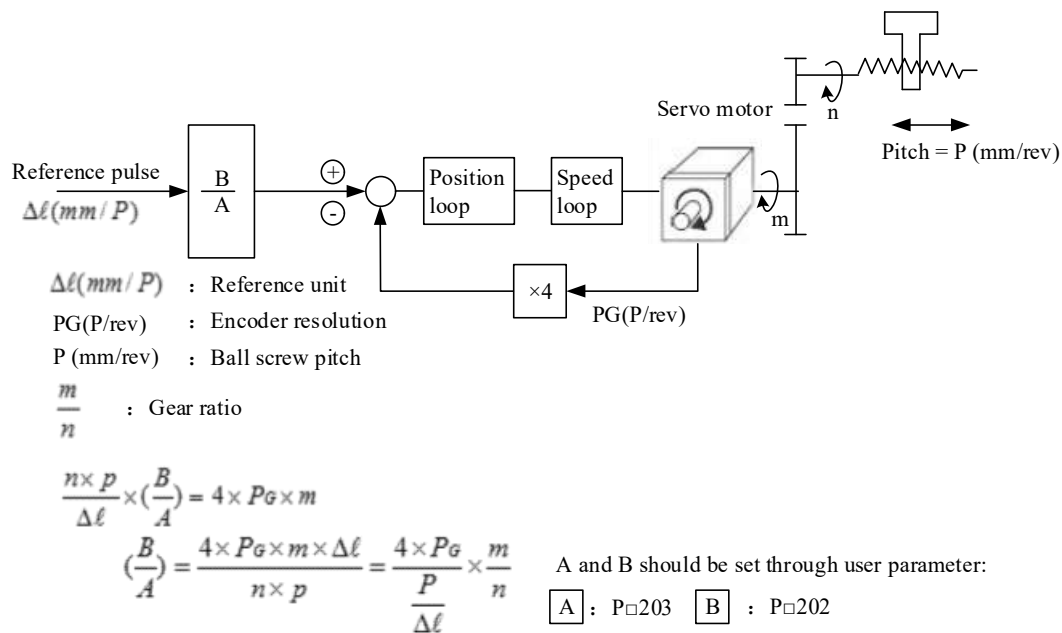 n
Servo motor
Pitch = P (mm/rev)
Reference pulse
Δℓ(mm/P)
B
A
+
-
Position
loop
Speed
loop
m
×4
PG(P/rev)
Δℓ(mm/P) : Reference unit
PG(P/rev) : Encoder resolution
P (mm/rev) : Ball screw pitch
m/n : Gear ratio
n×p/Δℓ ×(B/A) = 4×PG×m
(B/A) = 4×PG×m×Δℓ/n×p = 4×PG/(P/Δℓ) × m/n
A and B should be set through user parameter:
A : P□203 B : P□202